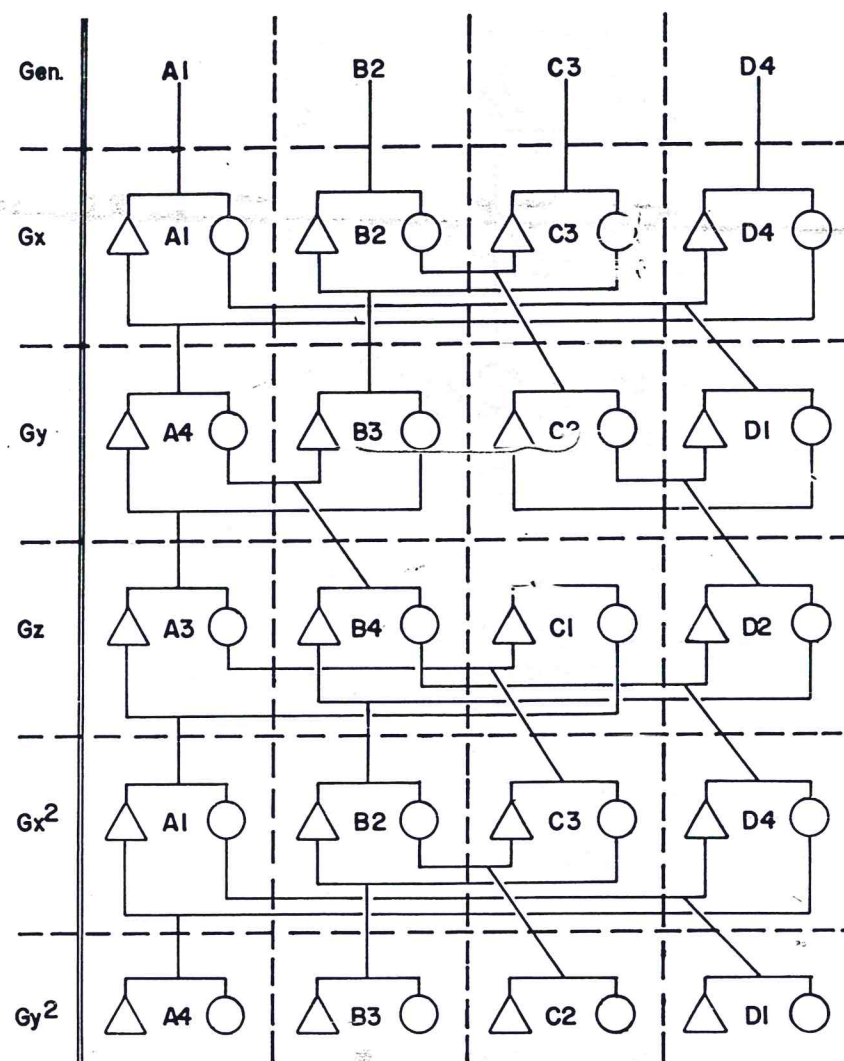 Gen. A1 B2 C3 D4
Gx A1 B2 C3 D4
Gy A4 B3 C2 D1
Gz A3 B4 C1 D2
Gx² A1 B2 C3 D4
Gy² A4 B3 C2 D1